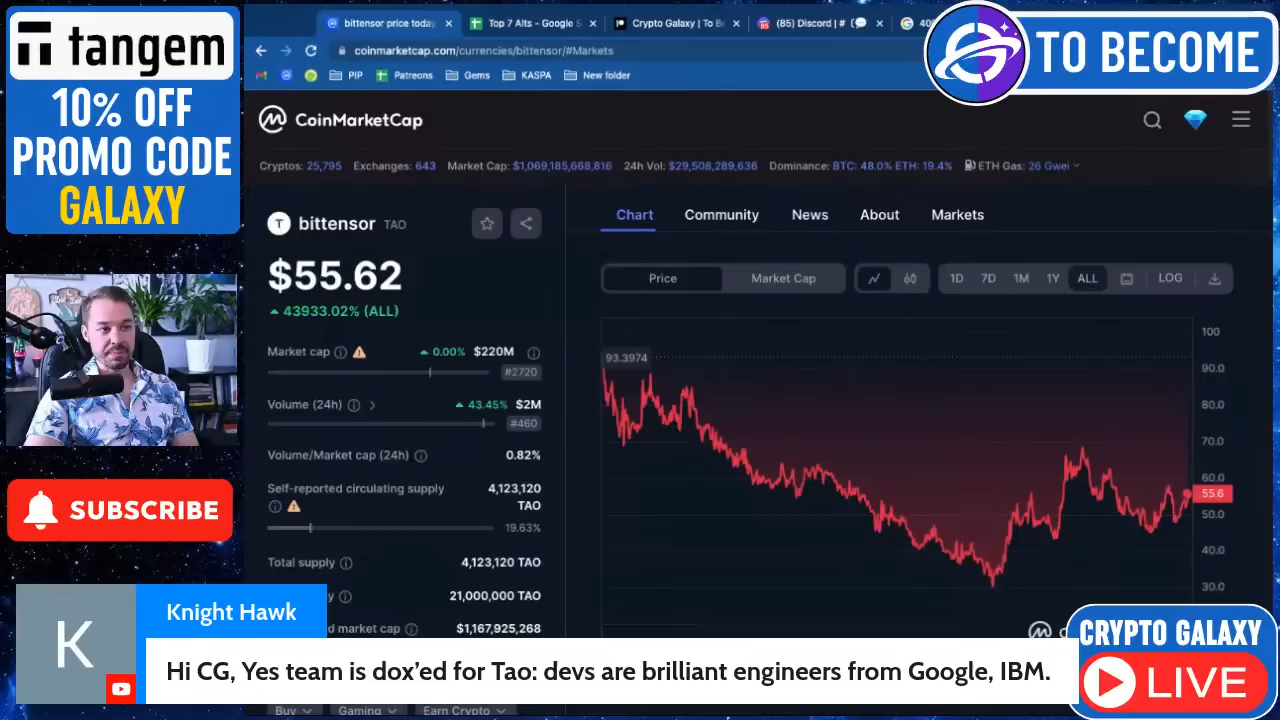 tangem
10% OFF
PROMO CODE
GALAXY
bittensor price today,
Top 7 Alts - Google S
Crypto Galaxy | To B
(85) Discord | #
TO BECOME
coinmarketcap.com/currencies/bittensor/#Markets
PIP
Patreons
Gems
KASPA
New folder
CoinMarketCap
Cryptos: 25,795 Exchanges: 643 Market Cap: $1,069,185,668,816 24h Vol: $29,508,289,636 Dominance: BTC: 48.0% ETH: 19.4% ETH Gas: 26 Gwei
T bittensor TAO
$55.62
43933.02% (ALL)
Market cap 0.00% $220M
#2720
Volume (24h) 43.45% $2M
#460
Volume/Market cap (24h) 0.82%
Self-reported circulating supply 4,123,120
TAO
19.63%
Total supply 4,123,120 TAO
21,000,000 TAO
market cap $1,167,925,268
Buy Gaming Earn Crypto
Chart Community News About Markets
Price Market Cap 1D 7D 1M 1Y ALL LOG
93.3974
100
90.0
80.0
70.0
60.0
55.6
50.0
40.0
30.0
SUBSCRIBE
K
Knight Hawk
Hi CG, Yes team is dox’ed for Tao: devs are brilliant engineers from Google, IBM.
CRYPTO GALAXY
LIVE